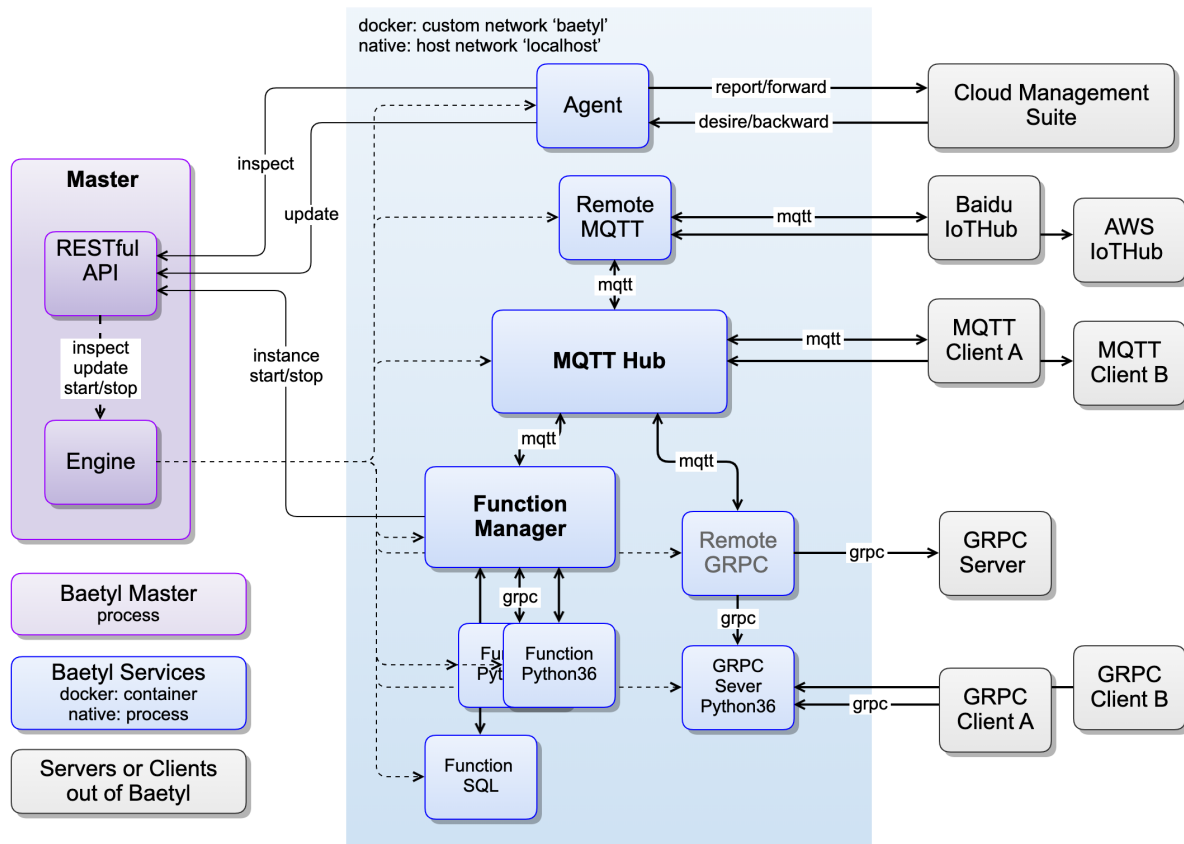 docker: custom network ‘baetyl’
native: host network ‘localhost’
Agent
report/forward
desire/backward
Cloud Management
Suite
inspect
update
Master
RESTful
API
inspect
update
start/stop
Engine
instance
start/stop
Remote
MQTT
mqtt
Baidu
IoTHub
AWS
IoTHub
mqtt
MQTT Hub
mqtt
MQTT
Client A
MQTT
Client B
mqtt
mqtt
Function
Manager
Remote
GRPC
grpc
GRPC
Server
grpc
grpc
Function
Python36
GRPC
Sever
Python36
grpc
GRPC
Client A
GRPC
Client B
Function
SQL
Baetyl Master
process
Baetyl Services
docker: container
native: process
Servers or Clients
out of Baetyl